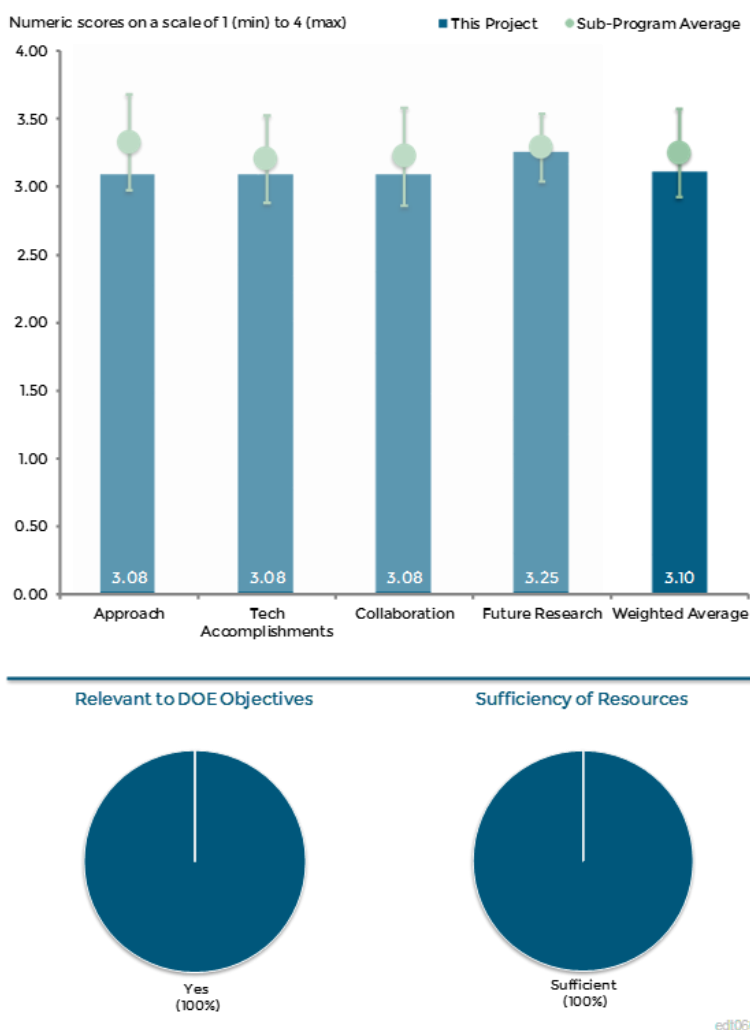 Numeric scores on a scale of 1 (min) to 4 (max)
This Project
Sub-Program Average
4.00
3.50
3.00
2.50
2.00
1.50
1.00
0.50
0.00
3.08
3.08
3.08
3.25
3.10
Approach
Tech
Accomplishments
Collaboration
Future Research
Weighted Average
Relevant to DOE Objectives
Sufficiency of Resources
Yes
(100%)
Sufficient
(100%)